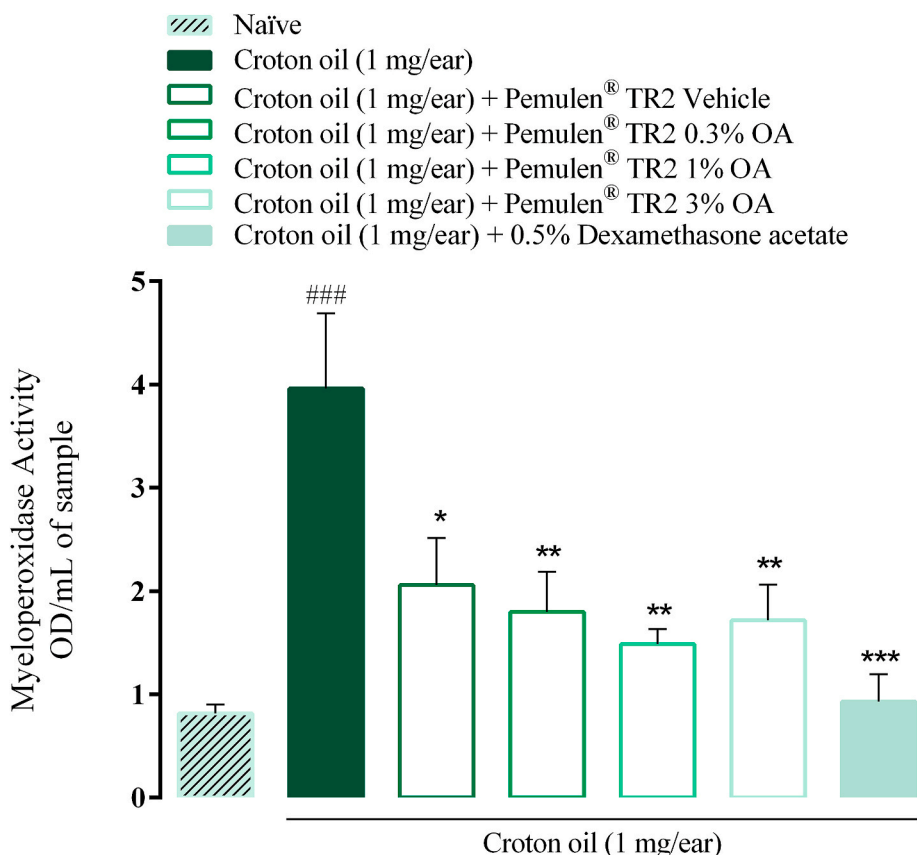 Naïve
Croton oil (1 mg/ear)
Croton oil (1 mg/ear) + Pemulen® TR2 Vehicle
Croton oil (1 mg/ear) + Pemulen® TR2 0.3% OA
Croton oil (1 mg/ear) + Pemulen® TR2 1% OA
Croton oil (1 mg/ear) + Pemulen® TR2 3% OA
Croton oil (1 mg/ear) + 0.5% Dexamethasone acetate
Myeloperoxidase Activity
OD/mL of sample
5
4
3
2
1
0
###
*
**
**
**
***
Croton oil (1 mg/ear)